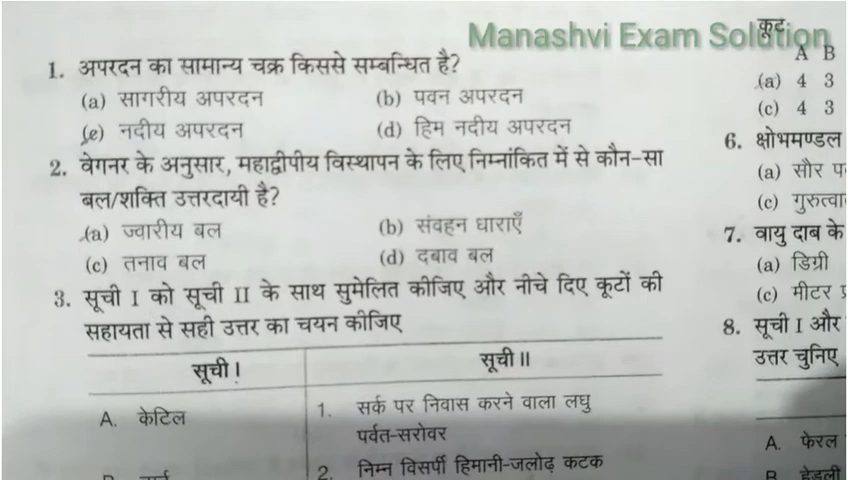 Manashvi Exam Solution
1. अपरदन का सामान्य चक्र किससे सम्बन्धित है?
(a) सागरीय अपरदन (b) पवन अपरदन
(c) नदीय अपरदन (d) हिम नदीय अपरदन
2. वेगनर के अनुसार, महाद्वीपीय विस्थापन के लिए निम्नांकित में से कौन-सा
बल/शक्ति उत्तरदायी है?
(a) ज्वारीय बल (b) संवहन धाराएँ
(c) तनाव बल (d) दबाव बल
3. सूची I को सूची II के साथ सुमेलित कीजिए और नीचे दिए कूटों की
सहायता से सही उत्तर का चयन कीजिए
सूची I सूची II
A. केटिल 1. सर्क पर निवास करने वाला लघु
पर्वत-सरोवर
2. निम्न विसर्पी हिमानी-जलोढ़ कटक
कूट
A B
(a) 4 3
(c) 4 3
6. क्षोभमण्डल
(a) सौर
(c)
7. वायु दाब के
(a) डिग्री
(c) मीटर
8. सूची I और
उत्तर चुनिए
A. फेरल
B. हेडली